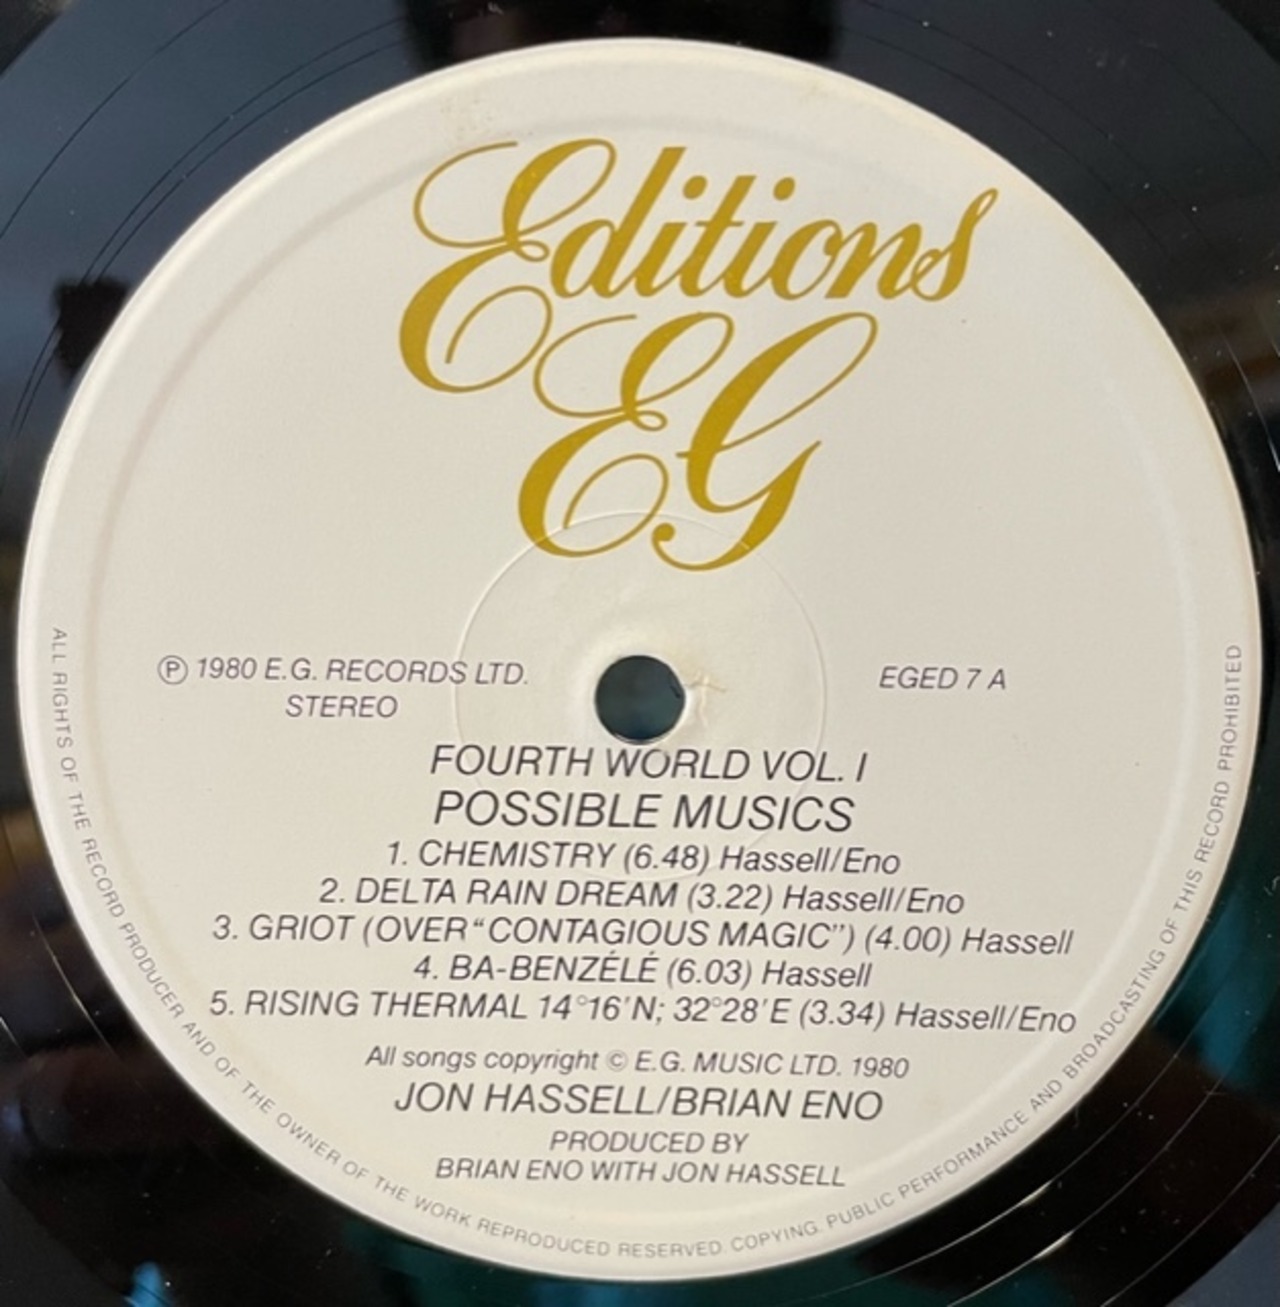 Editions
EG
℗ 1980 E.G. RECORDS LTD.
STEREO
EGED 7 A
FOURTH WORLD VOL. I
POSSIBLE MUSICS
1. CHEMISTRY (6.48) Hassell/Eno
2. DELTA RAIN DREAM (3.22) Hassell/Eno
3. GRIOT (OVER “CONTAGIOUS MAGIC”) (4.00) Hassell
4. BA-BENZÉLÉ (6.03) Hassell
5. RISING THERMAL 14°16'N; 32°28'E (3.34) Hassell/Eno
All songs copyright © E.G. MUSIC LTD. 1980
JON HASSELL/BRIAN ENO
PRODUCED BY
BRIAN ENO WITH JON HASSELL
ALL RIGHTS OF THE RECORD PRODUCER AND OF THE OWNER OF THE WORK REPRODUCED RESERVED. COPYING. PUBLIC PERFORMANCE AND BROADCASTING OF THIS RECORD PROHIBITED